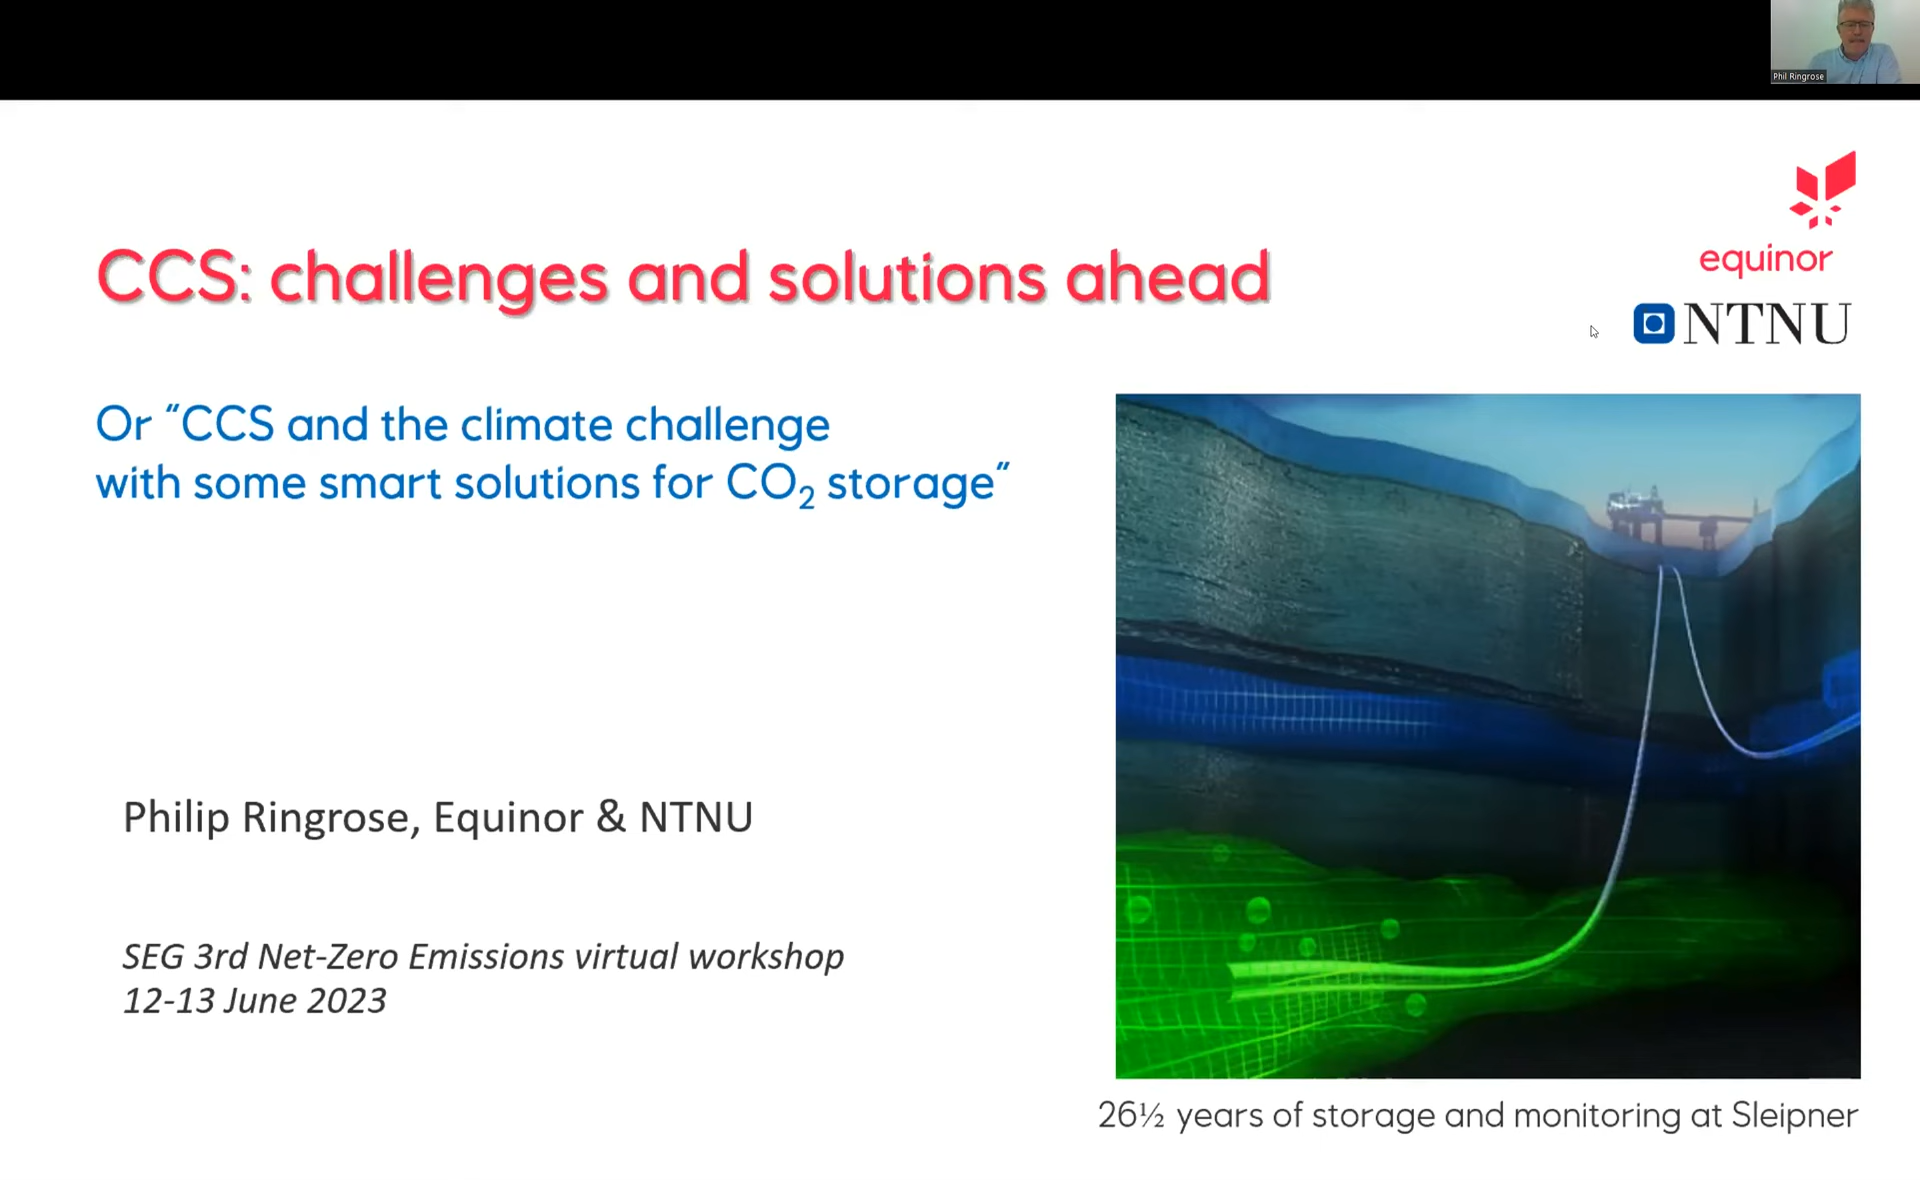 Phil Ringrose
equinor
NTNU
CCS: challenges and solutions ahead
Or “CCS and the climate challenge
with some smart solutions for CO₂ storage”
Philip Ringrose, Equinor & NTNU
SEG 3rd Net-Zero Emissions virtual workshop
12-13 June 2023
26½ years of storage and monitoring at Sleipner